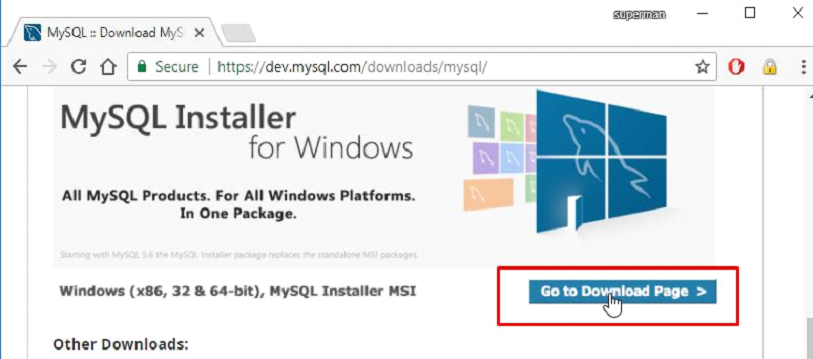 superman
MySQL :: Download MyS
Secure | https://dev.mysql.com/downloads/mysql/
MySQL Installer
for Windows
All MySQL Products. For All Windows Platforms.
In One Package.
Starting with MySQL 5.6 the MySQL Installer package replaces the standalone MSI packages.
Windows (x86, 32 & 64-bit), MySQL Installer MSI
Go to Download Page >
Other Downloads: